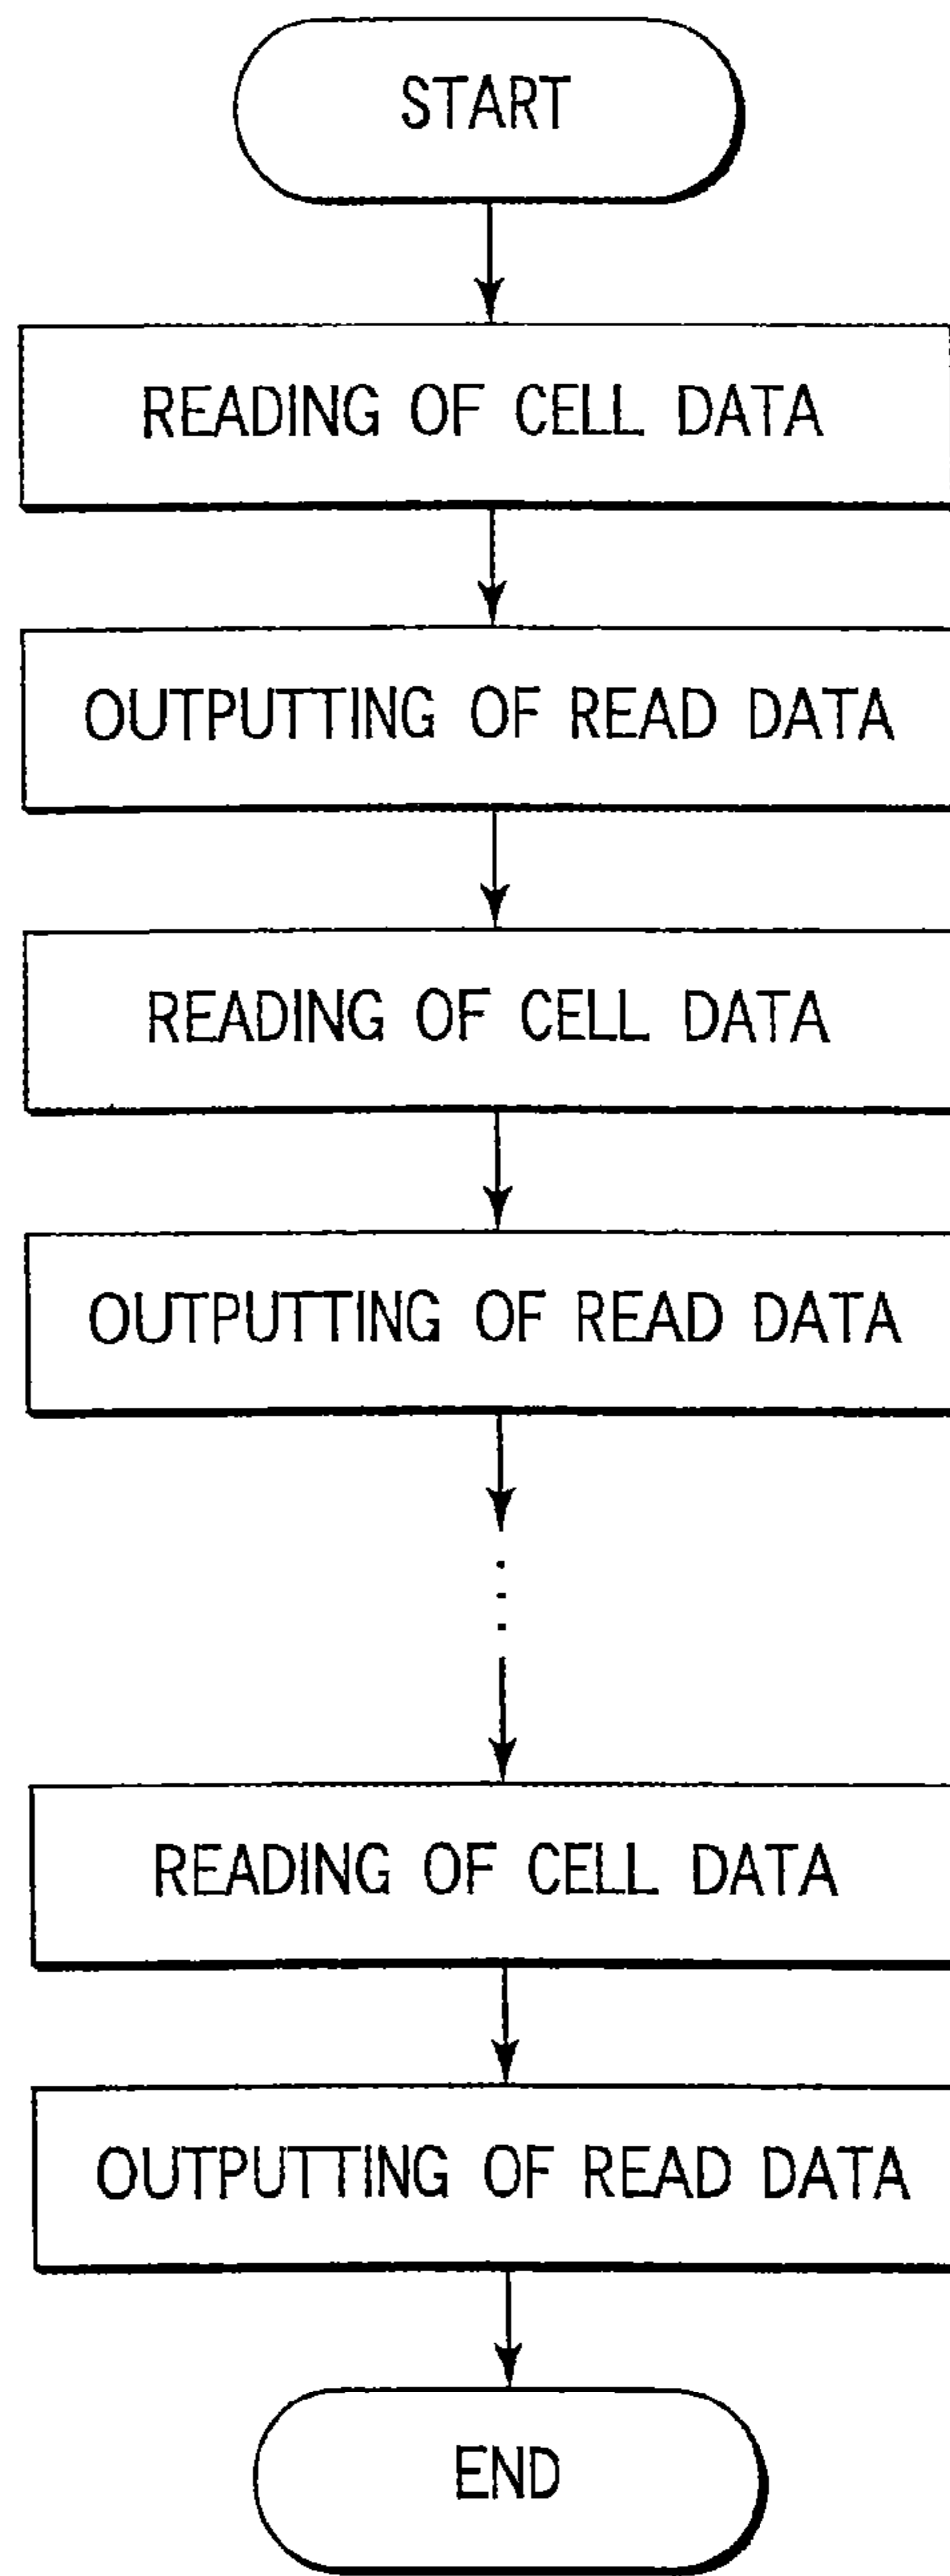 START
READING OF CELL DATA
OUTPUTTING OF READ DATA
READING OF CELL DATA
OUTPUTTING OF READ DATA
READING OF CELL DATA
OUTPUTTING OF READ DATA
END